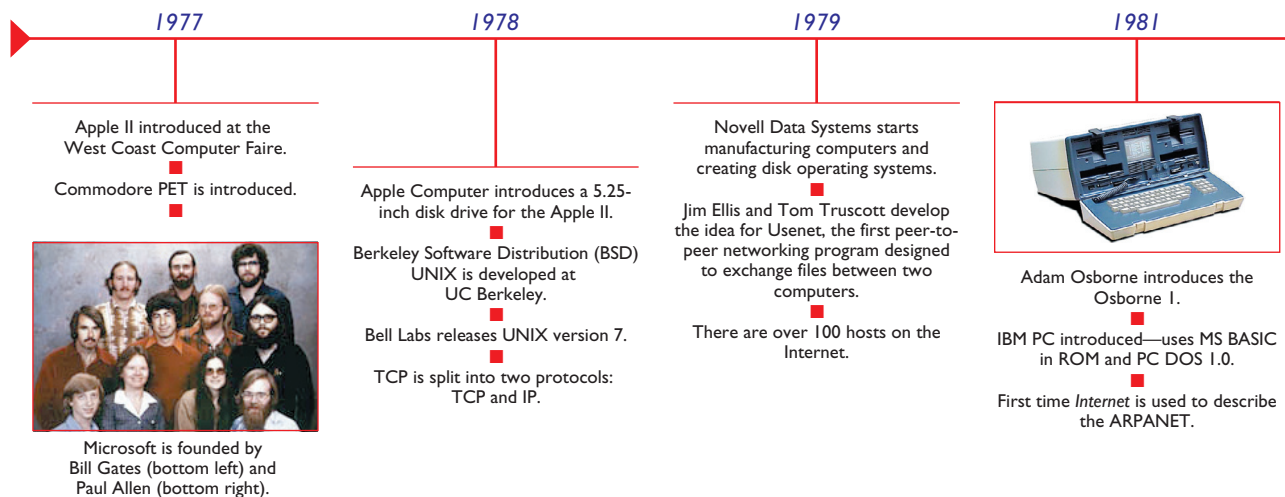 1977
1978
1979
1981
Apple II introduced at the
West Coast Computer Faire.
Commodore PET is introduced.
Microsoft is founded by
Bill Gates (bottom left) and
Paul Allen (bottom right).
Apple Computer introduces a 5.25-
inch disk drive for the Apple II.
Berkeley Software Distribution (BSD)
UNIX is developed at
UC Berkeley.
Bell Labs releases UNIX version 7.
TCP is split into two protocols:
TCP and IP.
Novell Data Systems starts
manufacturing computers and
creating disk operating systems.
Jim Ellis and Tom Truscott develop
the idea for Usenet, the first peer-to-
peer networking program designed
to exchange files between two
computers.
There are over 100 hosts on the
Internet.
Adam Osborne introduces the
Osborne 1.
IBM PC introduced—uses MS BASIC
in ROM and PC DOS 1.0.
First time Internet is used to describe
the ARPANET.